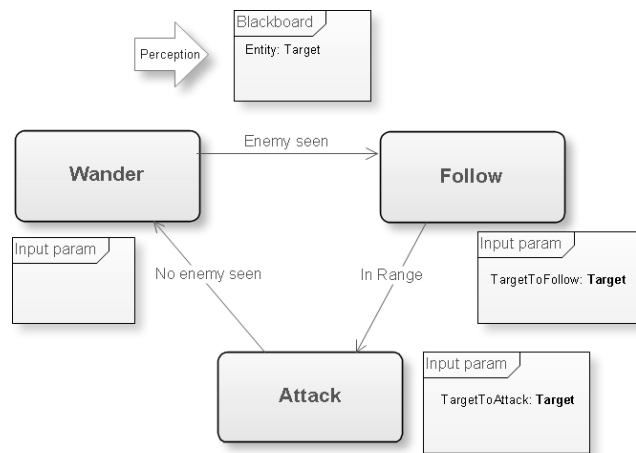 Blackboard
Perception
Entity: Target
Enemy seen
Wander
Follow
Input param
Input param
No enemy seen
In Range
TargetToFollow: Target
Input param
Attack
TargetToAttack: Target